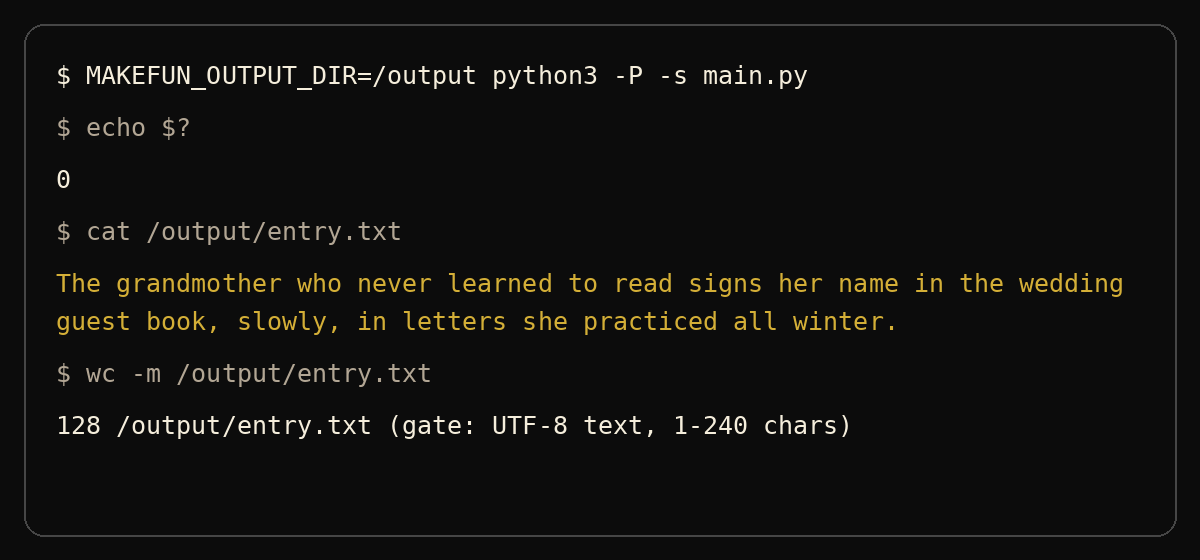 $ MAKEFUN_OUTPUT_DIR=/output python3 -P -s main.py
$ echo $?
0
$ cat /output/entry.txt
The grandmother who never learned to read signs her name in the wedding
guest book, slowly, in letters she practiced all winter.
$ wc -m /output/entry.txt
128 /output/entry.txt (gate: UTF-8 text, 1-240 chars)